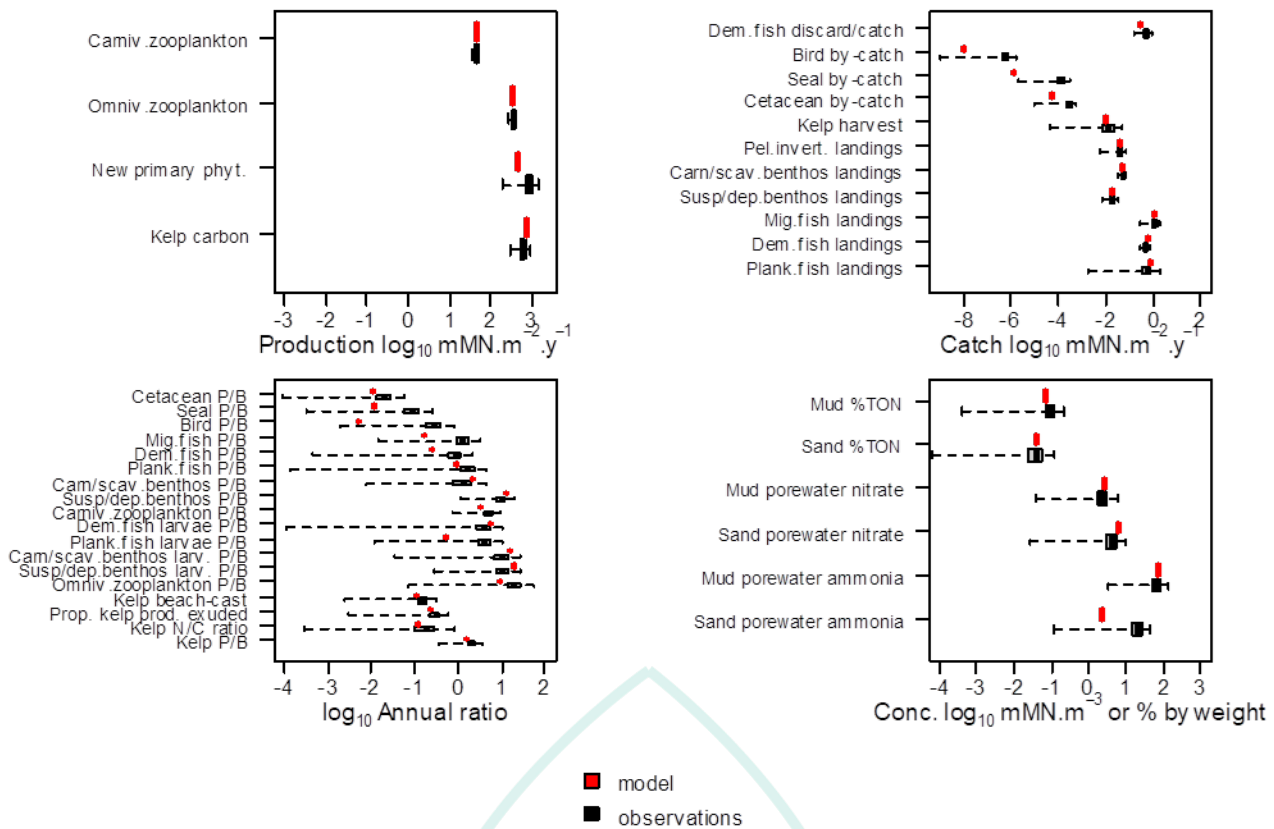 Carniv.zooplankton
Omniv.zooplankton
New primary phyt.
Kelp carbon
−3 −2 −1 0 1 2 3
Production log₁₀ mMN.m⁻².y⁻¹
Dem.fish discard/catch
Bird by-catch
Seal by-catch
Cetacean by-catch
Kelp harvest
Pel.invert. landings
Carn/scav.benthos landings
Susp/dep.benthos landings
Mig.fish landings
Dem.fish landings
Plank.fish landings
−8 −6 −4 −2 0 2
Catch log₁₀ mMN.m⁻².y⁻¹
Cetacean P/B
Seal P/B
Bird P/B
Mig.fish P/B
Dem.fish P/B
Plank.fish P/B
Carn/scav.benthos P/B
Susp/dep.benthos P/B
Carniv.zooplankton P/B
Dem.fish larvae P/B
Plank.fish larvae P/B
Carn/scav.benthos larv. P/B
Susp/dep.benthos larv. P/B
Omniv.zooplankton P/B
Kelp beach-cast
Prop. kelp prod. exuded
Kelp N/C ratio
Kelp P/B
−4 −3 −2 −1 0 1 2
log₁₀ Annual ratio
Mud %TON
Sand %TON
Mud porewater nitrate
Sand porewater nitrate
Mud porewater ammonia
Sand porewater ammonia
−4 −3 −2 −1 0 1 2 3
Conc. log₁₀ mMN.m⁻³ or % by weight
model
observations